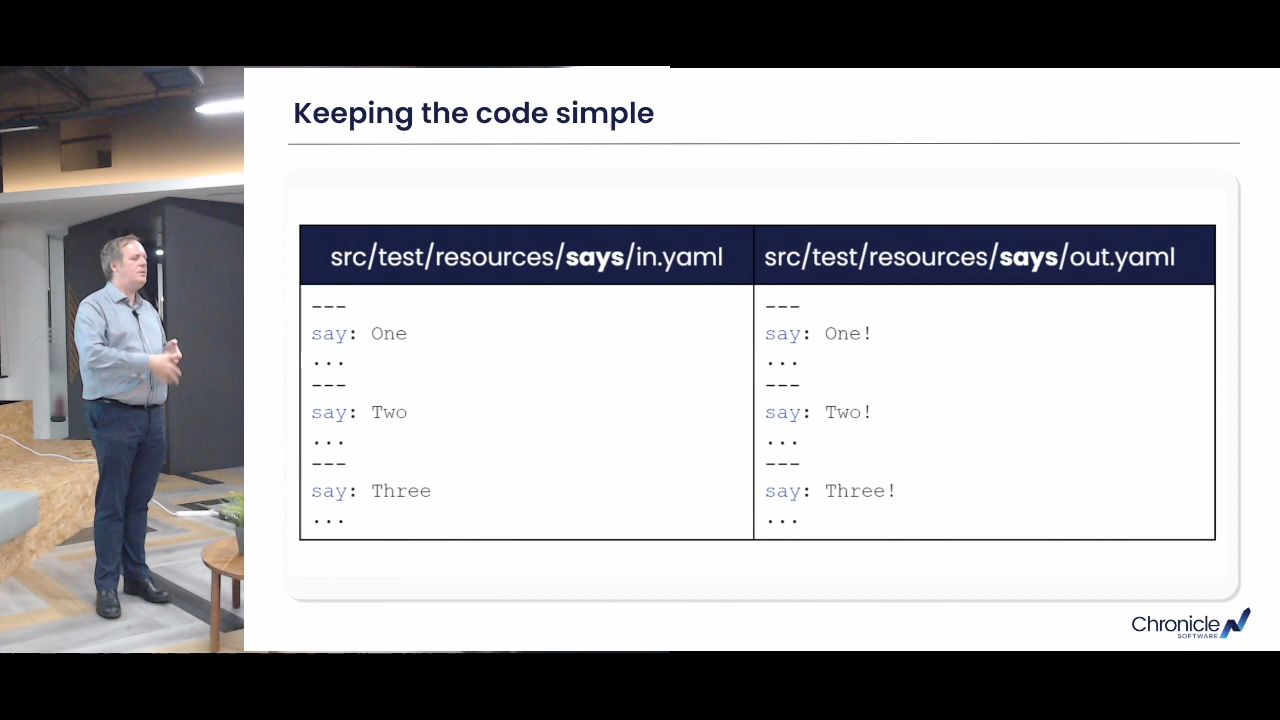 Keeping the code simple
src/test/resources/says/in.yaml
---
say: One
...
---
say: Two
...
---
say: Three
...
src/test/resources/says/out.yaml
---
say: One!
...
---
say: Two!
...
---
say: Three!
...
Chronicle
SOFTWARE